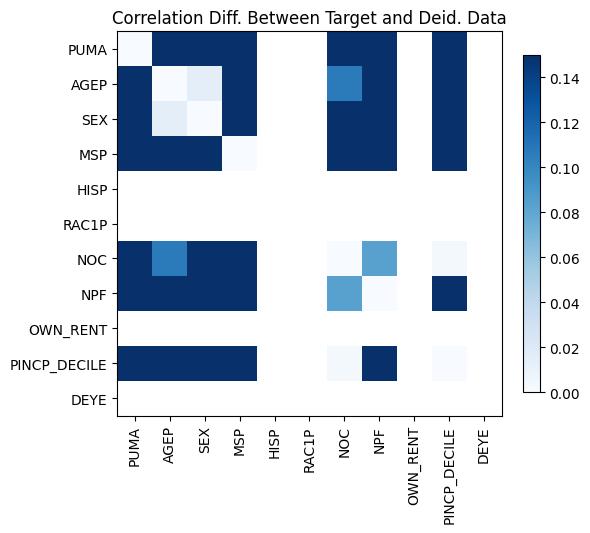 Correlation Diff. Between Target and Deid. Data
PUMA
AGEP
SEX
MSP
HISP
RAC1P
NOC
NPF
OWN_RENT
PINCP_DECILE
DEYE
PUMA
AGEP
SEX
MSP
HISP
RAC1P
NOC
NPF
OWN_RENT
PINCP_DECILE
DEYE
0.14
0.12
0.10
0.08
0.06
0.04
0.02
0.00